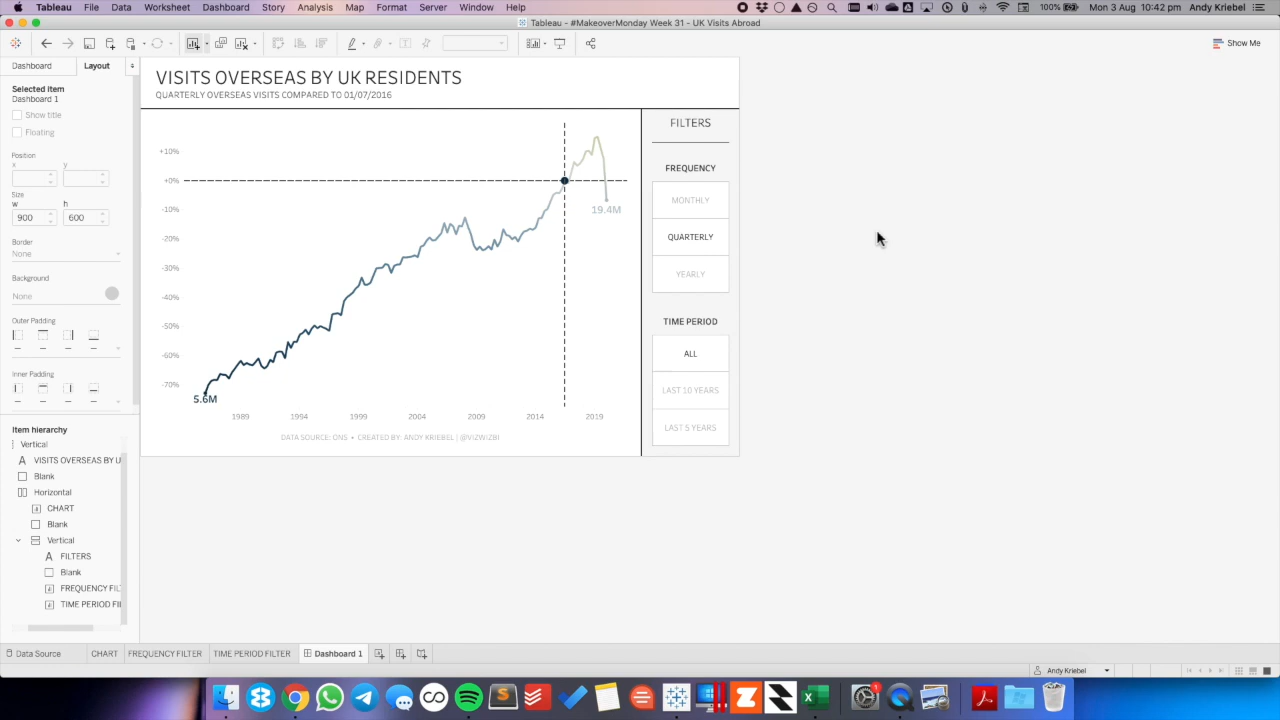 Tableau File Data Worksheet Dashboard Story Analysis Map Format Server Window Help 100% Mon 3 Aug 10:42 pm Andy Kriebel
Tableau - #MakeoverMonday Week 31 - UK Visits Abroad
Show Me
Dashboard Layout
Selected item
Dashboard 1
Show title
Floating
Position
x y
Size
w h
900 600
Border
None
Background
None
Outer Padding
Inner Padding
Item hierarchy
Vertical
VISITS OVERSEAS BY U
Blank
Horizontal
CHART
Blank
Vertical
FILTERS
Blank
FREQUENCY FIL
TIME PERIOD FI
VISITS OVERSEAS BY UK RESIDENTS
QUARTERLY OVERSEAS VISITS COMPARED TO 01/07/2016
+10%
+0%
-10%
-20%
-30%
-40%
-50%
-60%
-70%
19.4M
5.6M
1989 1994 1999 2004 2009 2014 2019
DATA SOURCE: ONS • CREATED BY: ANDY KRIEBEL | @VIZWIZBI
FILTERS
FREQUENCY
MONTHLY
QUARTERLY
YEARLY
TIME PERIOD
ALL
LAST 10 YEARS
LAST 5 YEARS
Data Source CHART FREQUENCY FILTER TIME PERIOD FILTER Dashboard 1
Andy Kriebel